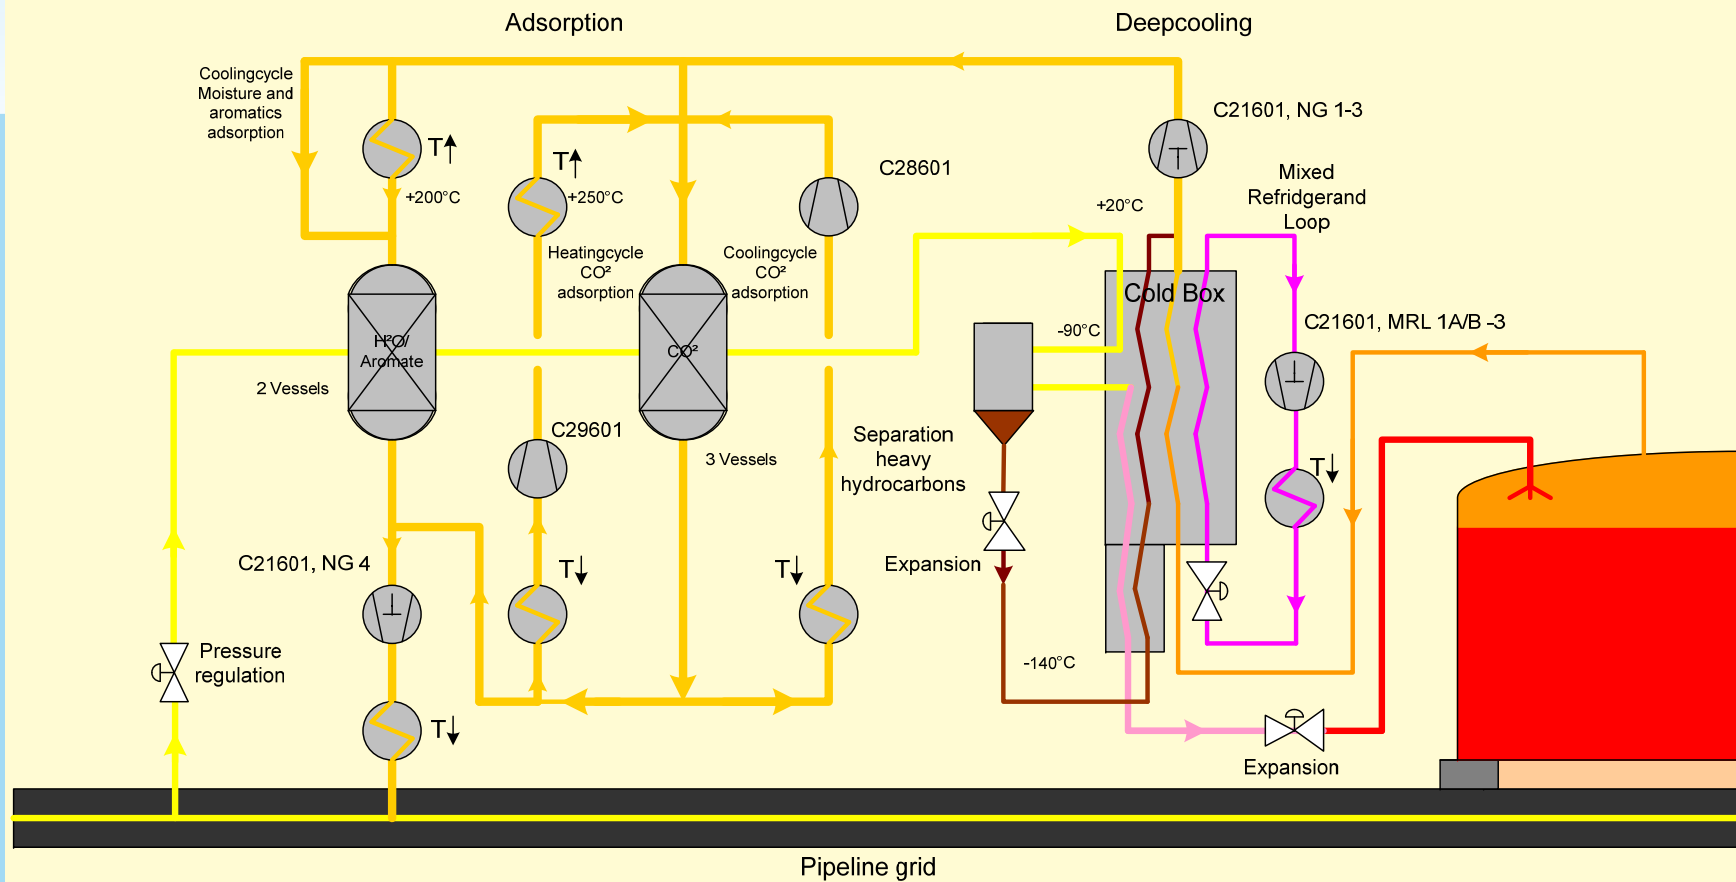 Adsorption
Deepcooling
Coolingcycle
Moisture and
aromatics
adsorption
T
+200°C
T
+250°C
Heatingcycle
CO²
adsorption
C28601
Coolingcycle
CO²
adsorption
C21601, NG 1-3
+20°C
Mixed
Refridgerand
Loop
Cold Box
-90°C
C21601, MRL 1A/B -3
H²O/
Aromate
2 Vessels
CO²
3 Vessels
C29601
Separation
heavy
hydrocarbons
T
Expansion
C21601, NG 4
T
T
Pressure
regulation
-140°C
T
Expansion
Pipeline grid